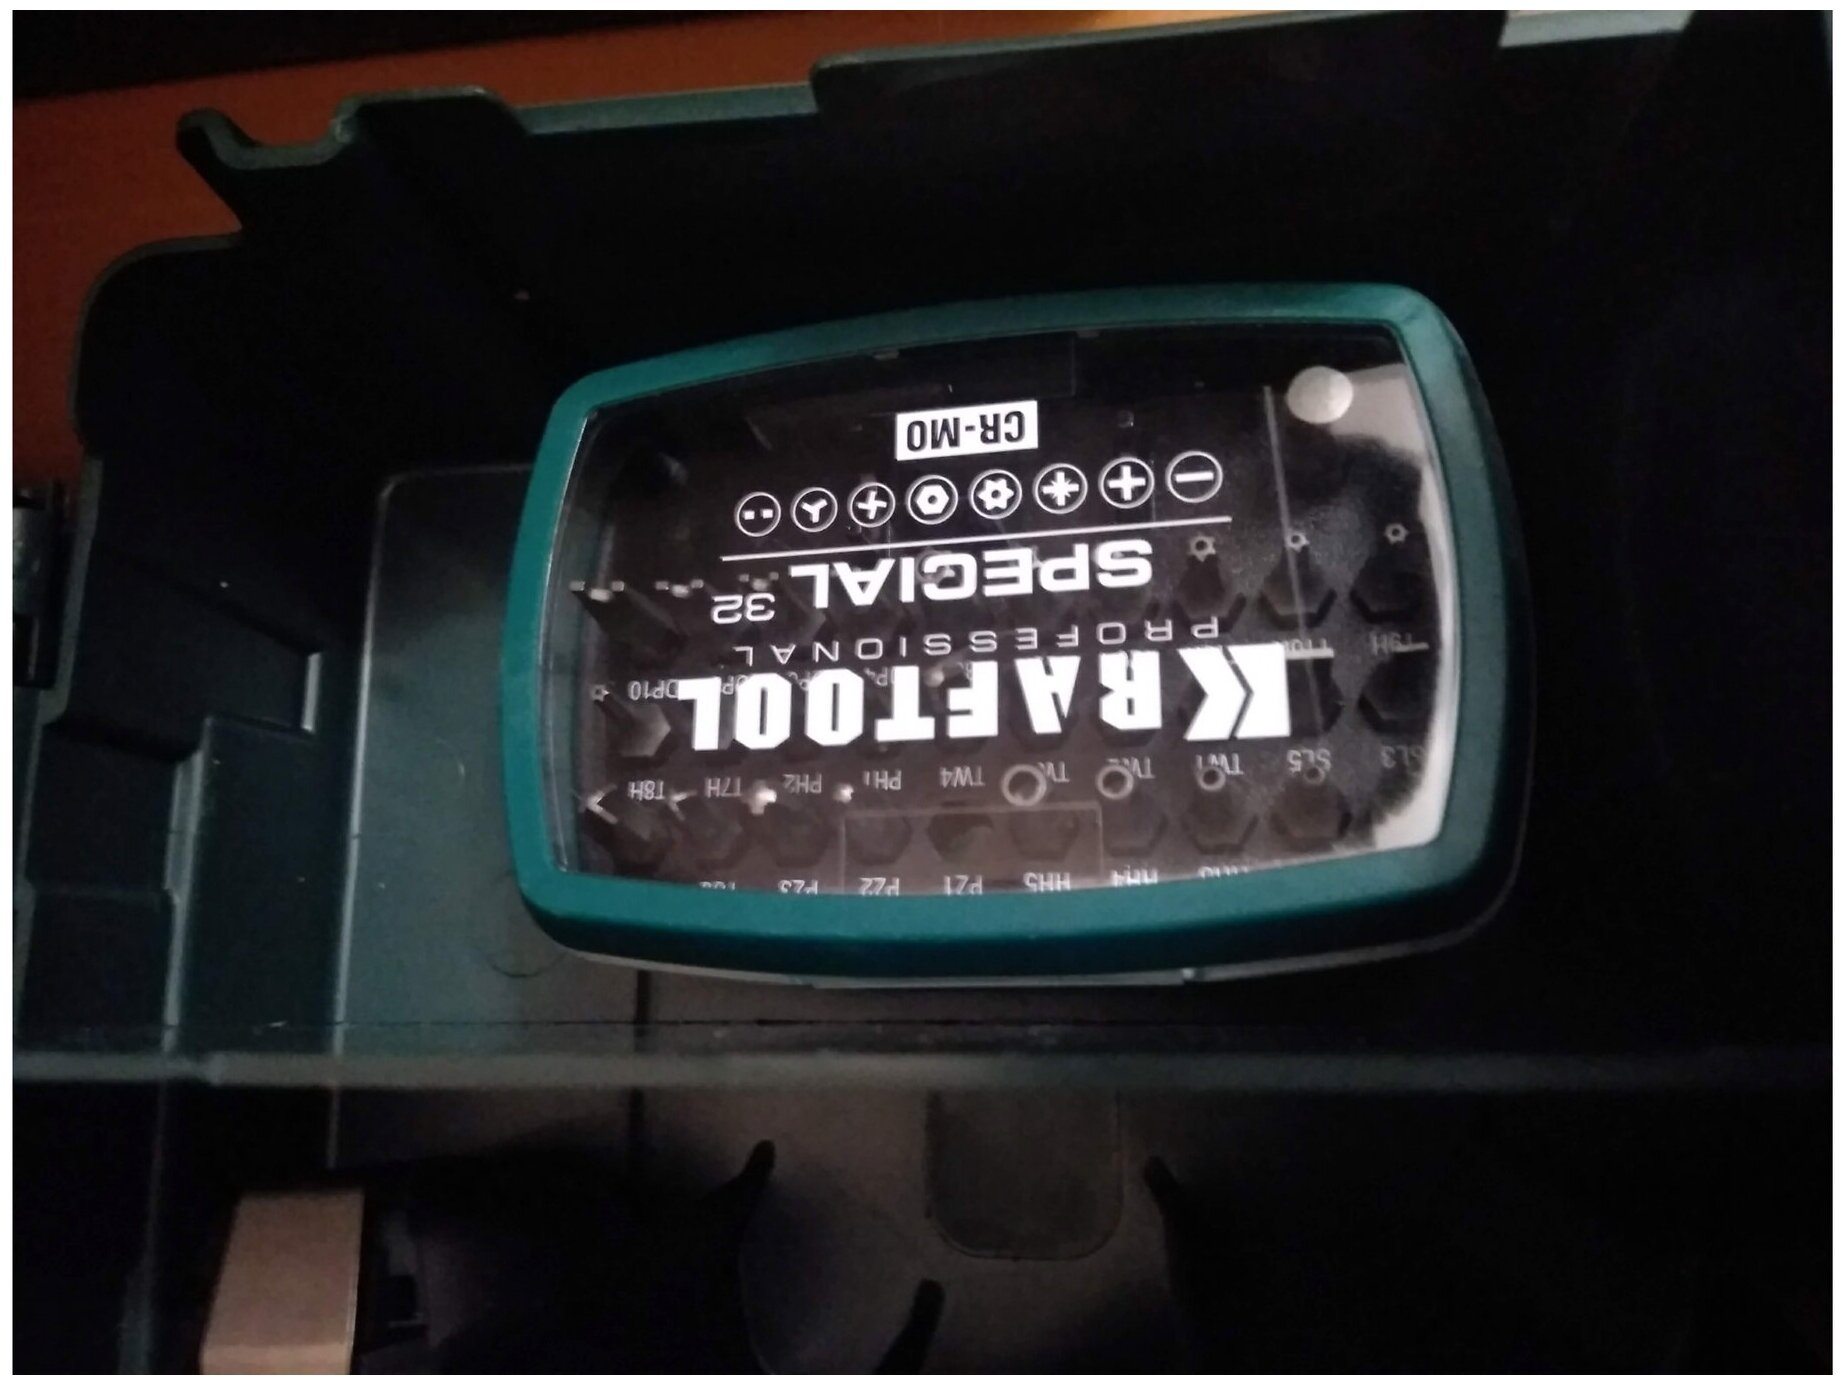 HH4 HH5 PZ1 PZ2 PZ3
SL3 SL5 TW1 TW2 TW4 PH1 PH2 T7H T8H
KRAFTOOL
T9H
PROFESSIONAL
SPECIAL 32
CR-MO